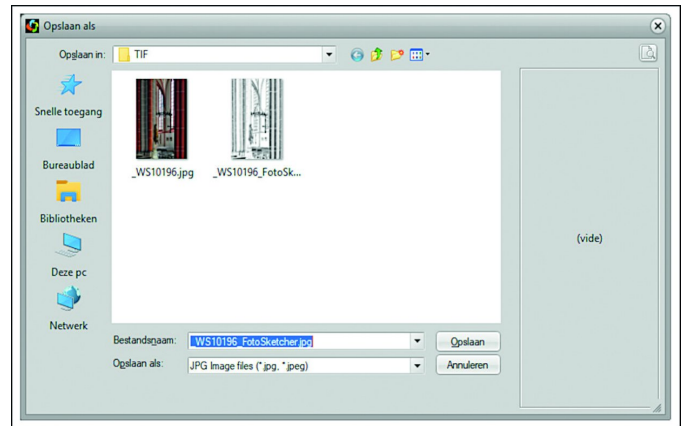 Opslaan als
Opslaan in:
TIF
Snelle toegang
Bureaublad
Bibliotheken
Deze pc
Netwerk
_WS10196.jpg
_WS10196_FotoSk...
(vide)
Bestandsnaam:
_WS10196_FotoSketcher.jpg
Opslaan
Opslaan als:
JPG Image files (*.jpg, *.jpeg)
Annuleren